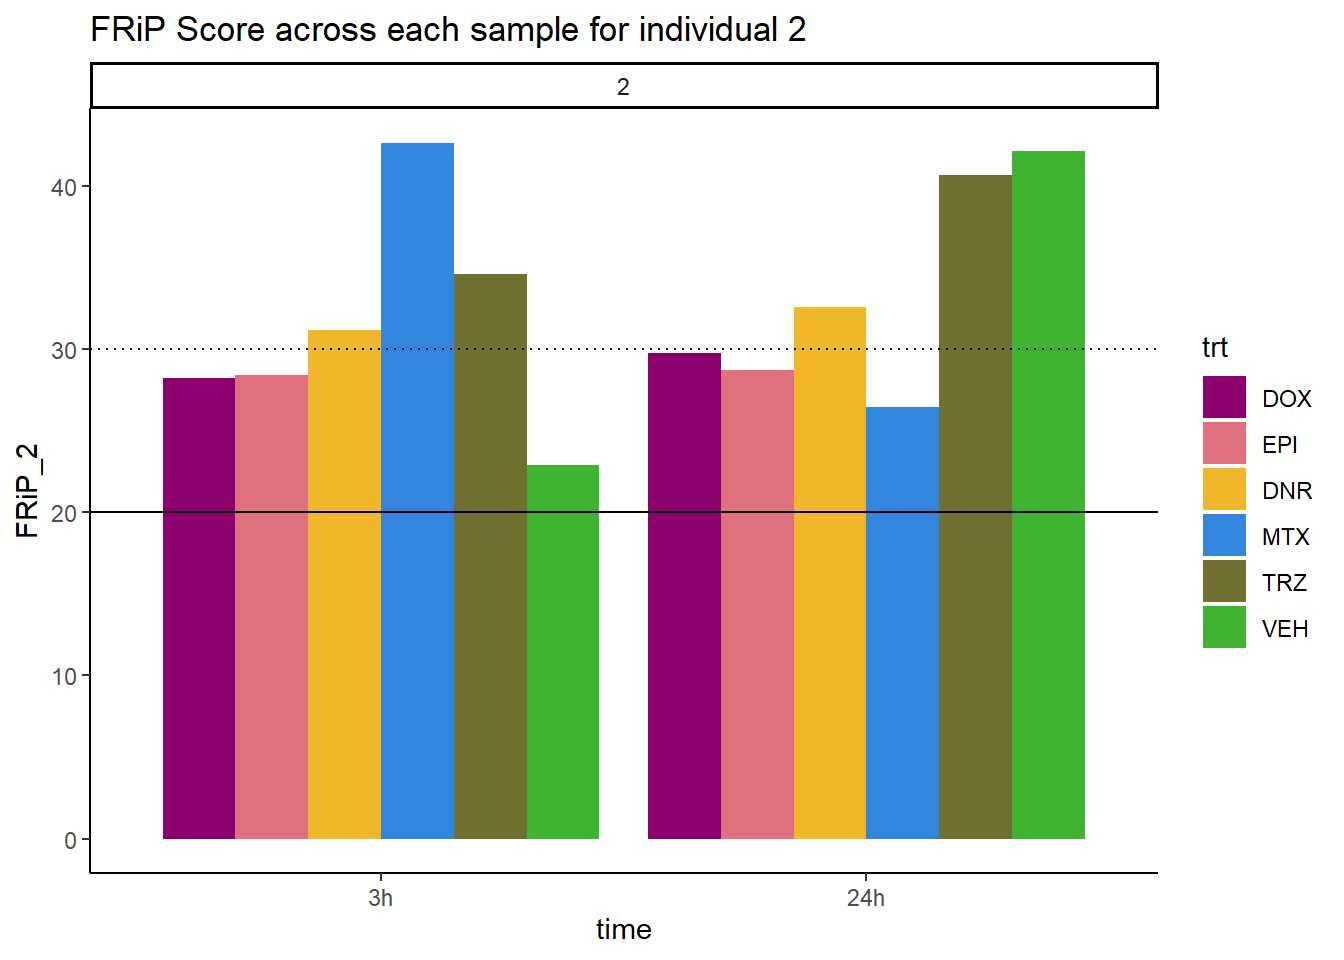 FRiP Score across each sample for individual 2
2
FRiP_2
40
30
20
10
0
3h
24h
time
trt
DOX
EPI
DNR
MTX
TRZ
VEH